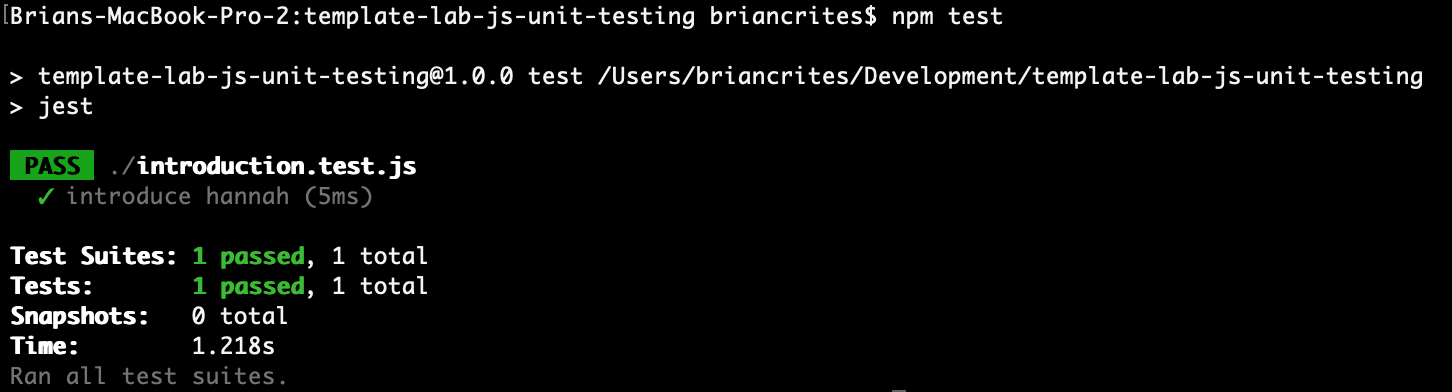 [Brians-MacBook-Pro-2:template-lab-js-unit-testing briancrites$ npm test
> template-lab-js-unit-testing@1.0.0 test /Users/briancrites/Development/template-lab-js-unit-testing
> jest
PASS ./introduction.test.js
✓ introduce hannah (5ms)
Test Suites: 1 passed, 1 total
Tests: 1 passed, 1 total
Snapshots: 0 total
Time: 1.218s
Ran all test suites.